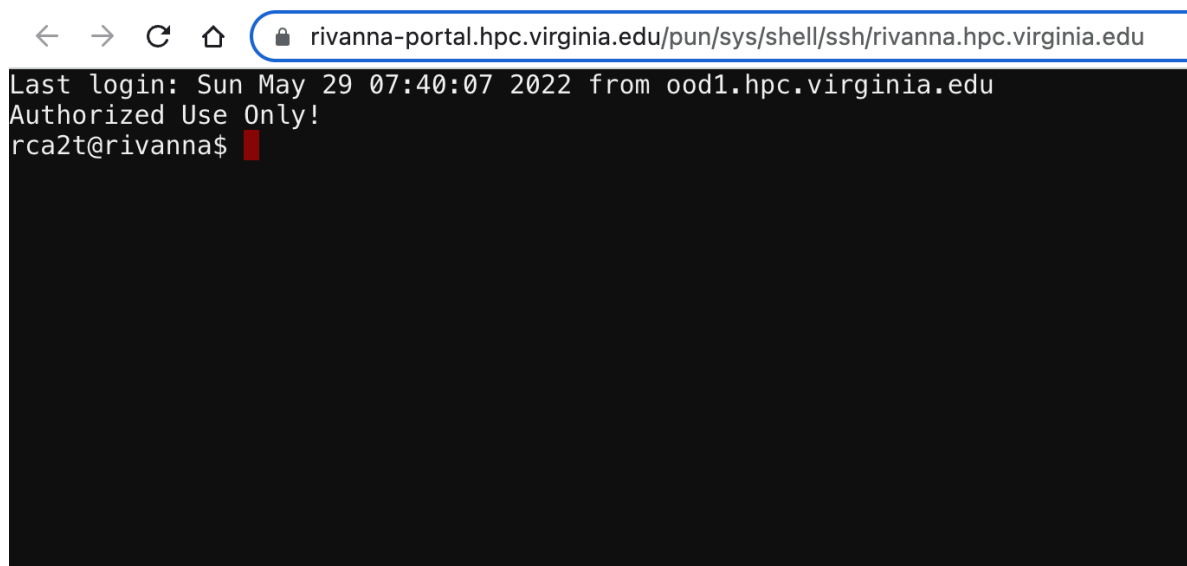 rivanna-portal.hpc.virginia.edu/pun/sys/shell/ssh/rivanna.hpc.virginia.edu
Last login: Sun May 29 07:40:07 2022 from ood1.hpc.virginia.edu
Authorized Use Only!
rca2t@rivanna$